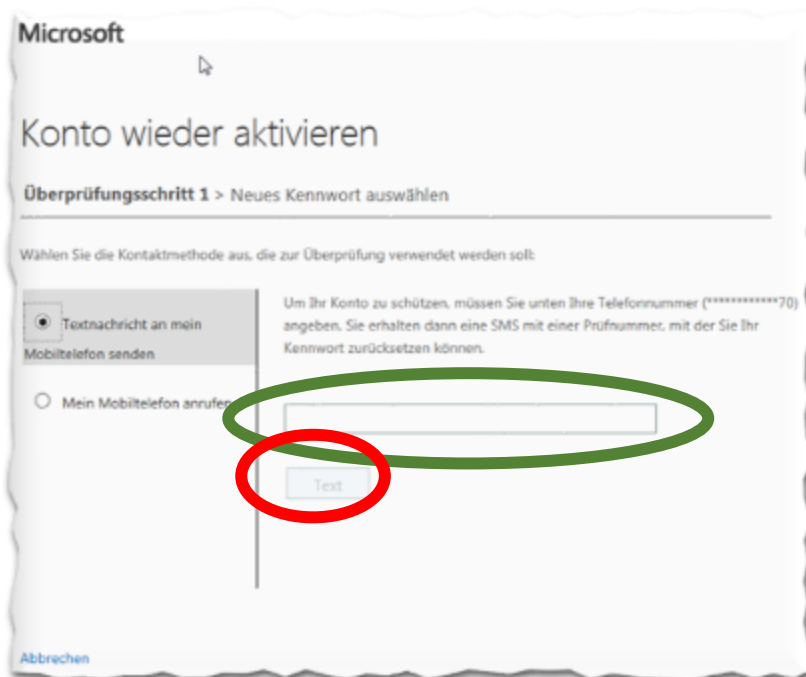 Microsoft
Konto wieder aktivieren
Überprüfungsschritt 1 > Neues Kennwort auswählen
Wählen Sie die Kontaktmethode aus, die zur Überprüfung verwendet werden soll:
Textnachricht an mein
Mobiltelefon senden
Mein Mobiltelefon anrufen
Um Ihr Konto zu schützen, müssen Sie unten Ihre Telefonnummer (************70)
angeben. Sie erhalten dann eine SMS mit einer Prüfnummer, mit der Sie Ihr
Kennwort zurücksetzen können.
Text
Abbrechen